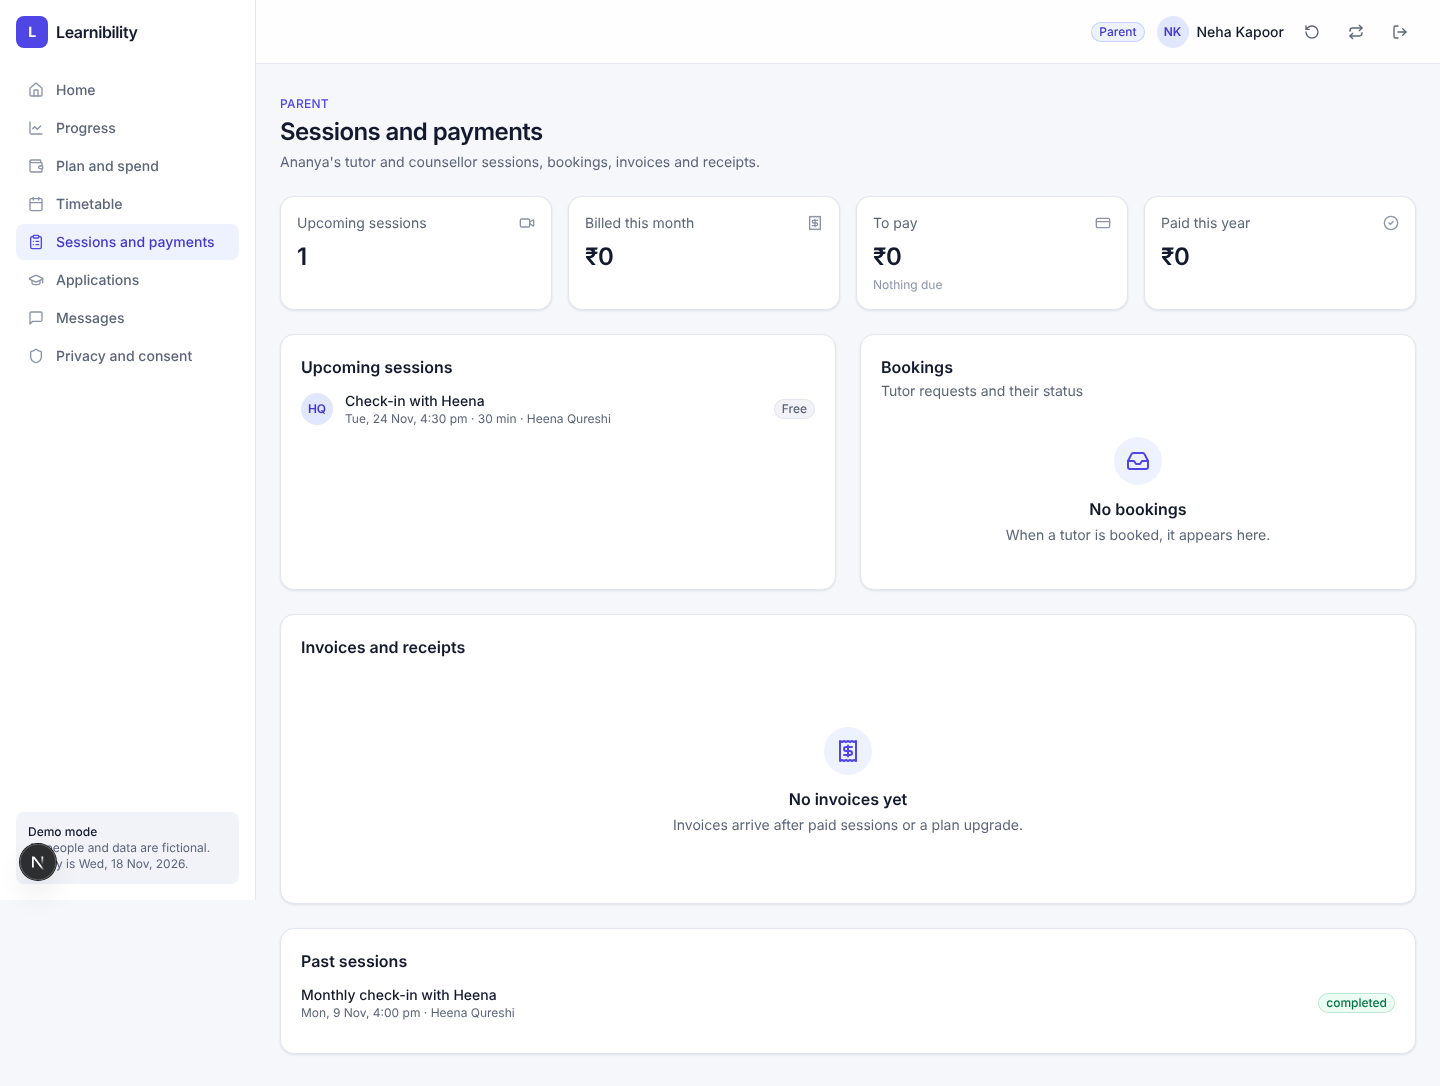 L Learnibility
Parent NK Neha Kapoor
Home
Progress
Plan and spend
Timetable
Sessions and payments
Applications
Messages
Privacy and consent
Demo mode
people and data are fictional.
is Wed, 18 Nov, 2026.
N
PARENT
Sessions and payments
Ananya's tutor and counsellor sessions, bookings, invoices and receipts.
Upcoming sessions
1
Billed this month
₹0
To pay
₹0
Nothing due
Paid this year
₹0
Upcoming sessions
HQ
Check-in with Heena
Tue, 24 Nov, 4:30 pm · 30 min · Heena Qureshi
Free
Bookings
Tutor requests and their status
No bookings
When a tutor is booked, it appears here.
Invoices and receipts
No invoices yet
Invoices arrive after paid sessions or a plan upgrade.
Past sessions
Monthly check-in with Heena
Mon, 9 Nov, 4:00 pm · Heena Qureshi
completed